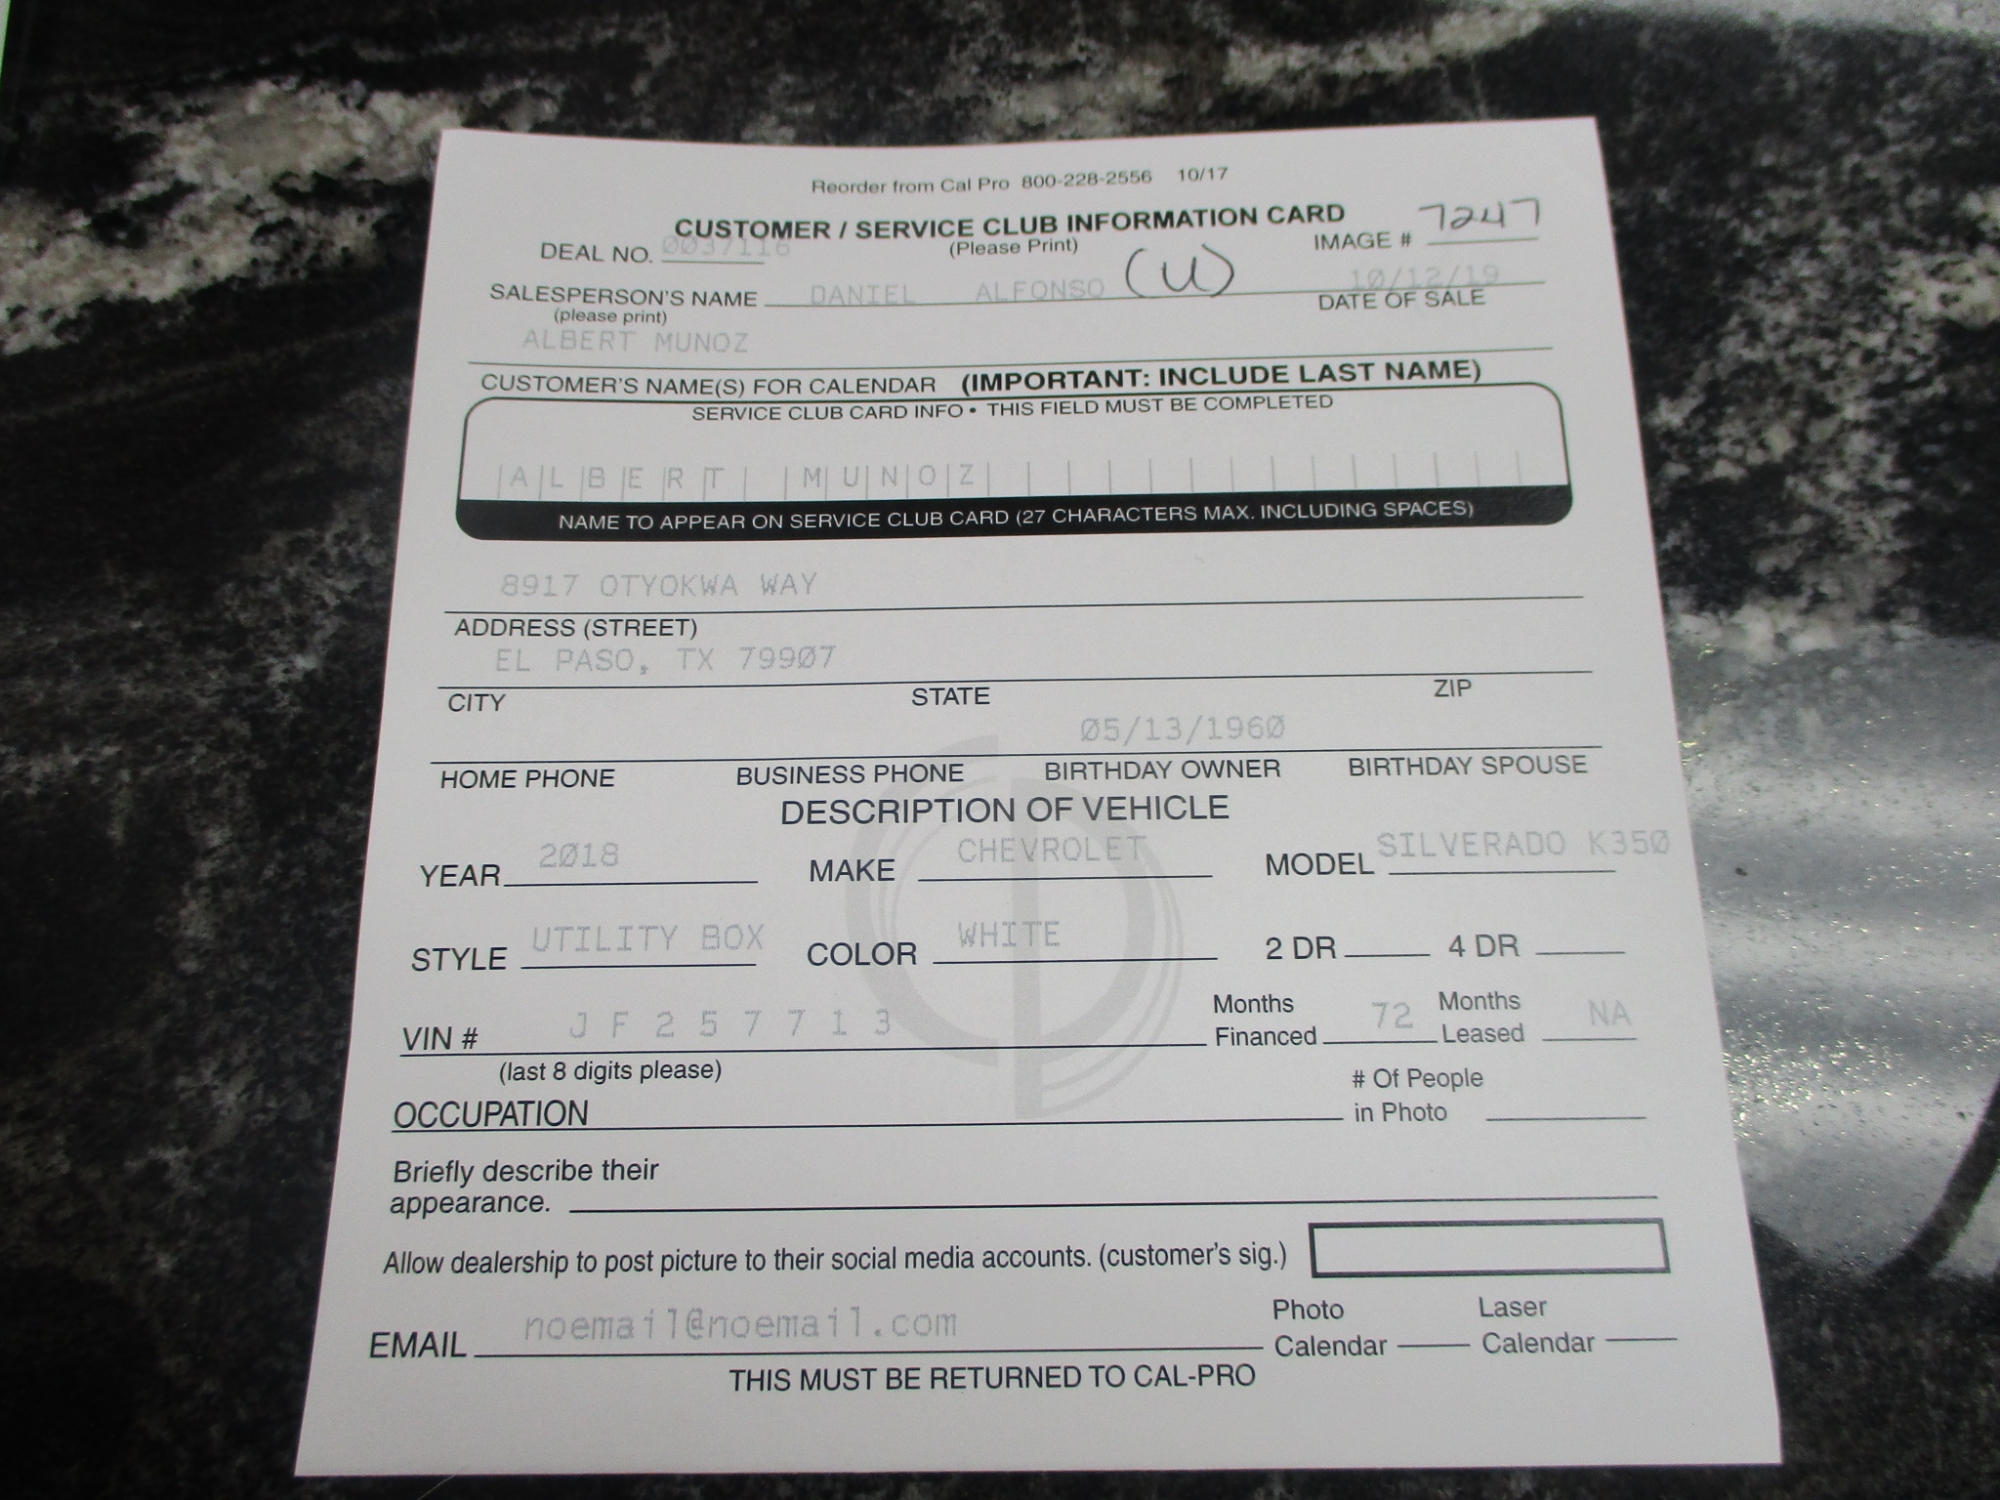 Reorder from Cal Pro 800-228-2556 10/17
CUSTOMER / SERVICE CLUB INFORMATION CARD
DEAL NO. 0037116 (Please Print) IMAGE # 7247
SALESPERSON'S NAME DANIEL ALFONSO (U) 10/12/19
(please print) DATE OF SALE
ALBERT MUNOZ
CUSTOMER'S NAME(S) FOR CALENDAR (IMPORTANT: INCLUDE LAST NAME)
SERVICE CLUB CARD INFO • THIS FIELD MUST BE COMPLETED
ALBERT MUNOZ
NAME TO APPEAR ON SERVICE CLUB CARD (27 CHARACTERS MAX. INCLUDING SPACES)
8917 OTYOKWA WAY
ADDRESS (STREET)
EL PASO, TX 79907
CITY STATE ZIP
05/13/1960
HOME PHONE BUSINESS PHONE BIRTHDAY OWNER BIRTHDAY SPOUSE
DESCRIPTION OF VEHICLE
YEAR 2018 MAKE CHEVROLET MODEL SILVERADO K350
STYLE UTILITY BOX COLOR WHITE 2 DR 4 DR
VIN # J F 2 5 7 7 1 3 Months Financed 72 Months Leased NA
(last 8 digits please)
OCCUPATION # Of People in Photo
Briefly describe their
appearance.
Allow dealership to post picture to their social media accounts. (customer's sig.)
EMAIL noemail@noemail.com Photo Calendar Laser Calendar
THIS MUST BE RETURNED TO CAL-PRO